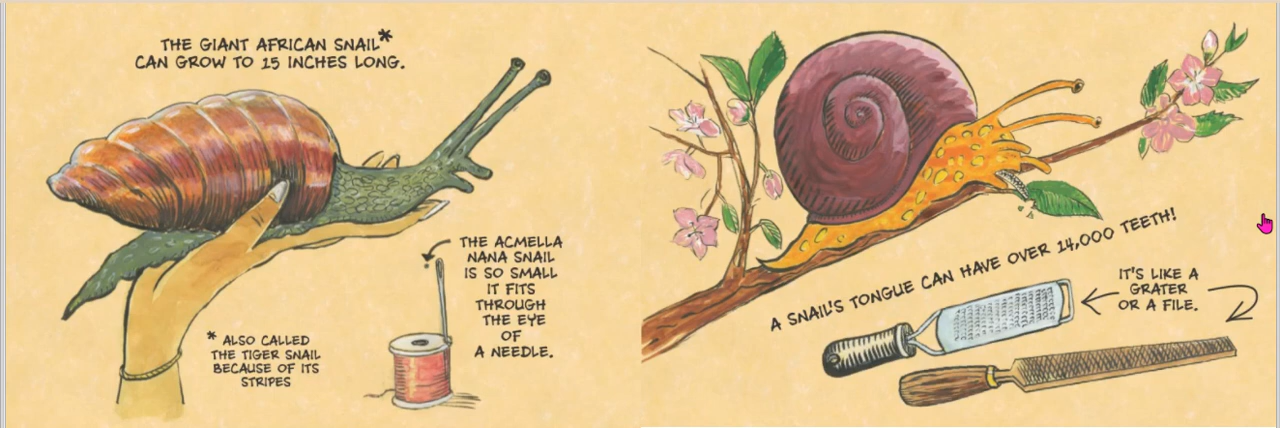 THE GIANT AFRICAN SNAIL*
CAN GROW TO 15 INCHES LONG.
THE ACMELLA
NANA SNAIL
IS SO SMALL
IT FITS
THROUGH
THE EYE
OF
A NEEDLE.
* ALSO CALLED
THE TIGER SNAIL
BECAUSE OF ITS
STRIPES
A SNAIL'S TONGUE CAN HAVE OVER 14,000 TEETH!
IT'S LIKE A
GRATER
OR A FILE.